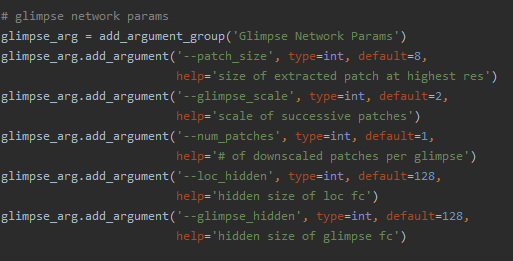 # glimpse network params
glimpse_arg = add_argument_group('Glimpse Network Params')
glimpse_arg.add_argument('--patch_size', type=int, default=8,
                         help='size of extracted patch at highest res')
glimpse_arg.add_argument('--glimpse_scale', type=int, default=2,
                         help='scale of successive patches')
glimpse_arg.add_argument('--num_patches', type=int, default=1,
                         help='# of downscaled patches per glimpse')
glimpse_arg.add_argument('--loc_hidden', type=int, default=128,
                         help='hidden size of loc fc')
glimpse_arg.add_argument('--glimpse_hidden', type=int, default=128,
                         help='hidden size of glimpse fc')